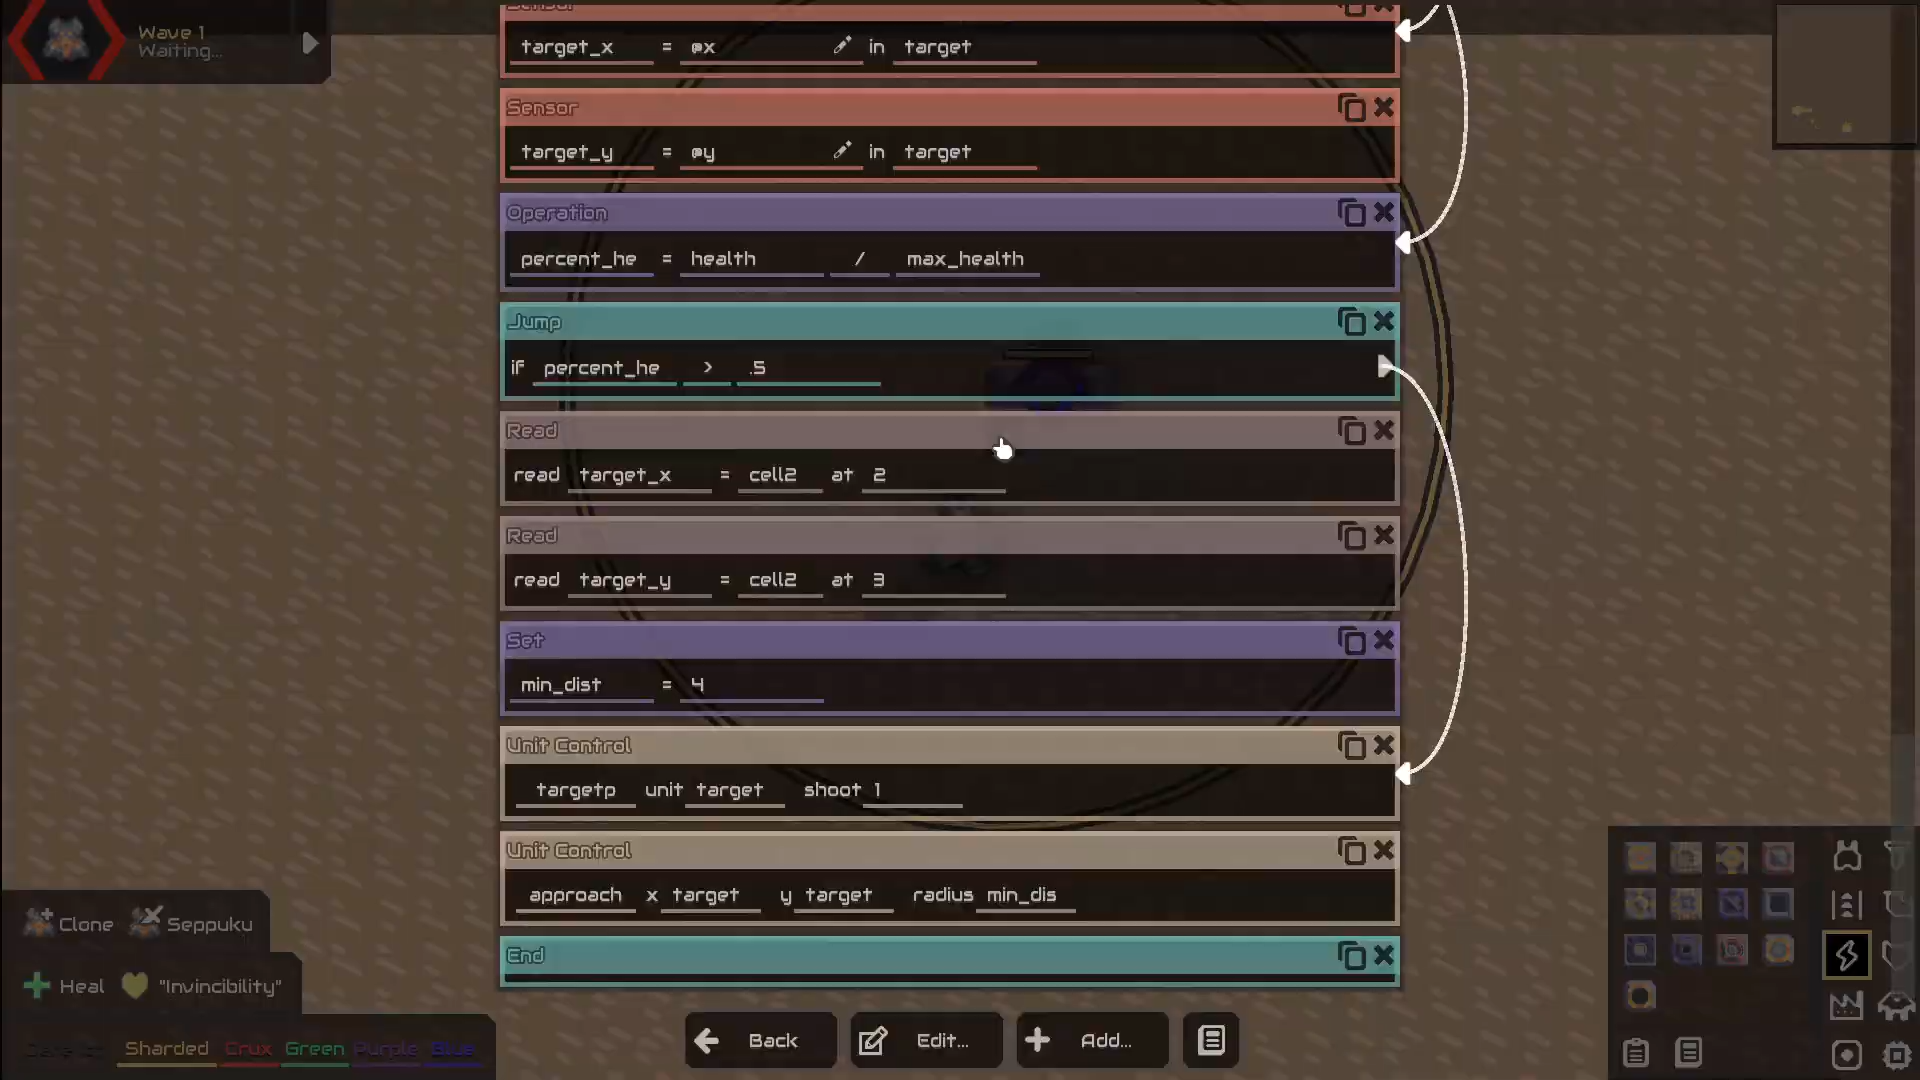 Wave 1
Waiting...
Sensor
target_x = @x in target
Sensor
target_y = @y in target
Operation
percent_he = health / max_health
Jump
if percent_he > .5
Read
read target_x = cell2 at 2
Read
read target_y = cell2 at 3
Set
min_dist = 4
Unit Control
targetp unit target shoot 1
Unit Control
approach x target y target radius min_dis
End
Clone Seppuku
Heal "Invincibility"
Sharded Crux Green Purple Blue
Back Edit... Add...